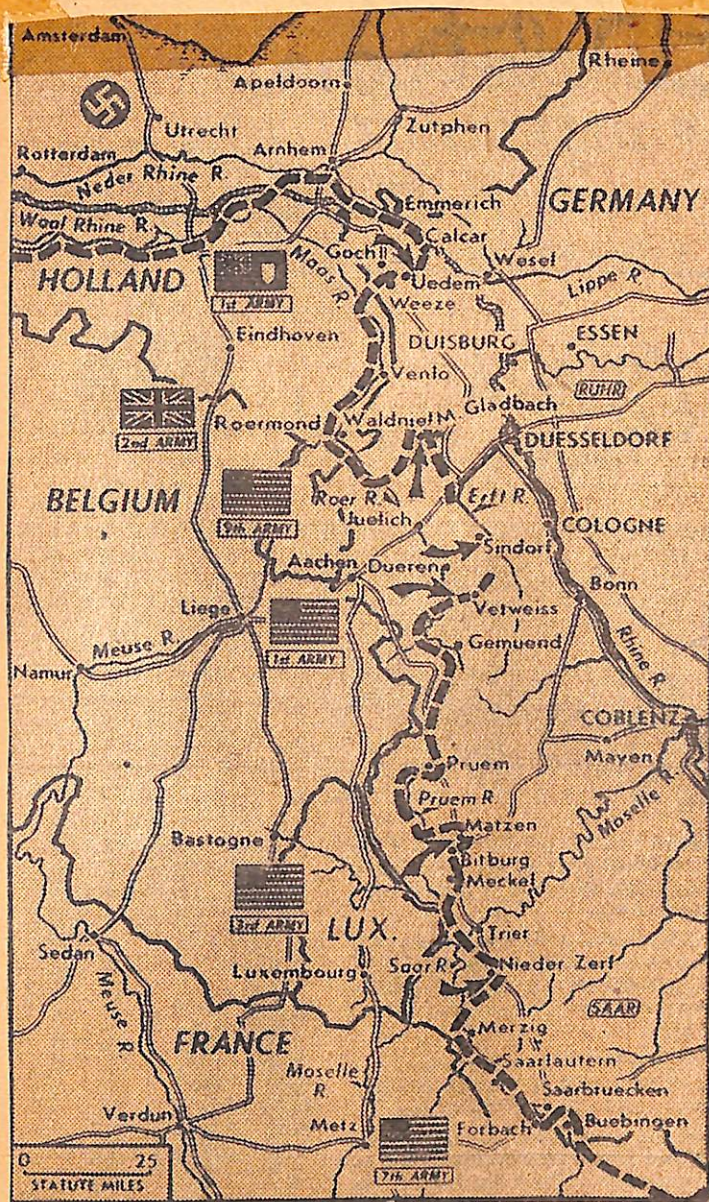 Amsterdam
Rheine
Apeldoorn
Utrecht
Zutphen
Rotterdam
Arnhem
Neder Rhine R.
Emmerich
GERMANY
Waal Rhine R.
Calcar
Goch
Wesel
HOLLAND
Maas R.
Uedem
Lippe R.
1st ARMY
Weeze
Eindhoven
DUISBURG
ESSEN
Venlo
RUHR
2nd ARMY
Roermond
Waldniel
M. Gladbach
DUESSELDORF
BELGIUM
9th ARMY
Roer R.
Erft R.
Juelich
COLOGNE
Sindorf
Aachen
Dueren
Bonn
Liege
Vetweiss
1st ARMY
Meuse R.
Gemuend
Rhine R.
Namur
COBLENZ
Pruem
Mayen
Pruem R.
Moselle R.
Matzen
Bastogne
Bitburg
Meckel
3rd ARMY
LUX.
Trier
Sedan
Luxembourg
Saar R.
Nieder Zerf
Meuse R.
SAAR
FRANCE
Merzig
Moselle R.
Saarlautern
Saarbruecken
Verdun
Metz
Forbach
Buebingen
0 25
STATUTE MILES
7th ARMY